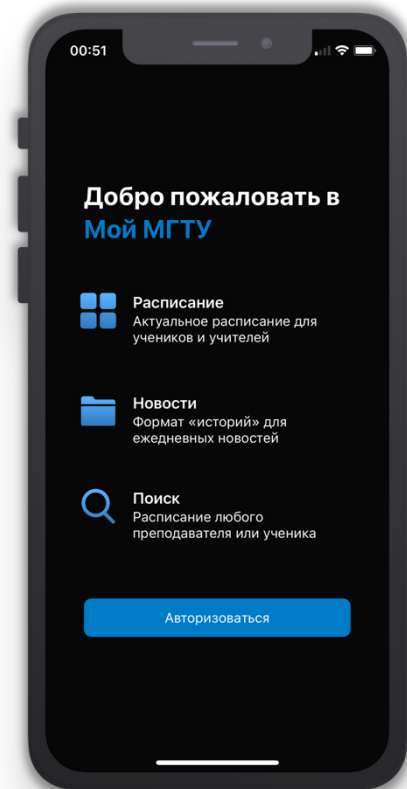 00:51
Добро пожаловать в
Мой МГТУ
Расписание
Актуальное расписание для
учеников и учителей
Новости
Формат «историй» для
ежедневных новостей
Поиск
Расписание любого
преподавателя или ученика
Авторизоваться